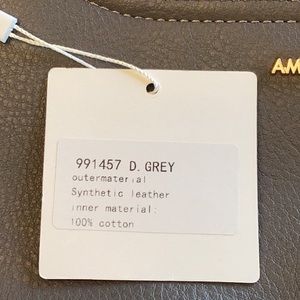 AM
991457 D.GREY
outermaterial
Synthetic leather
inner material:
100% cotton